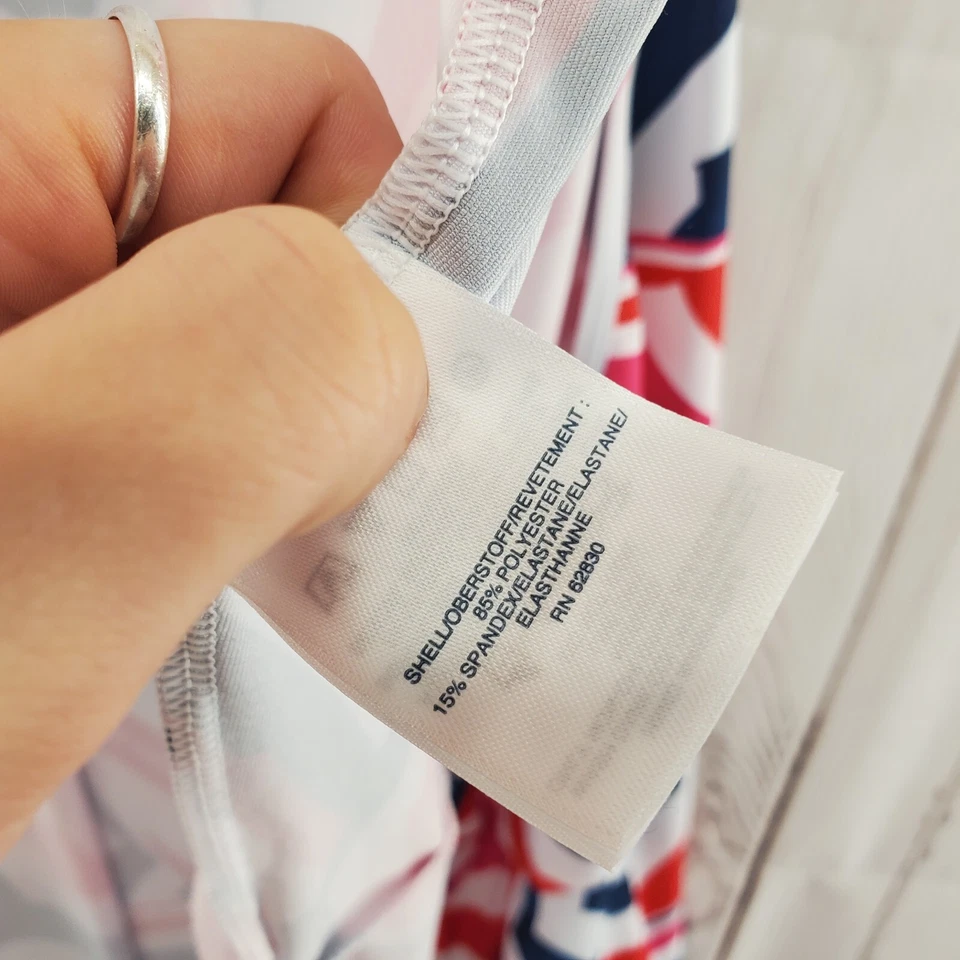 SHELL/OBERSTOFF/REVETEMENT :
85% POLYESTER
15% SPANDEX/ELASTANE/ELASTANE/
ELASTHANNE
RN 62830